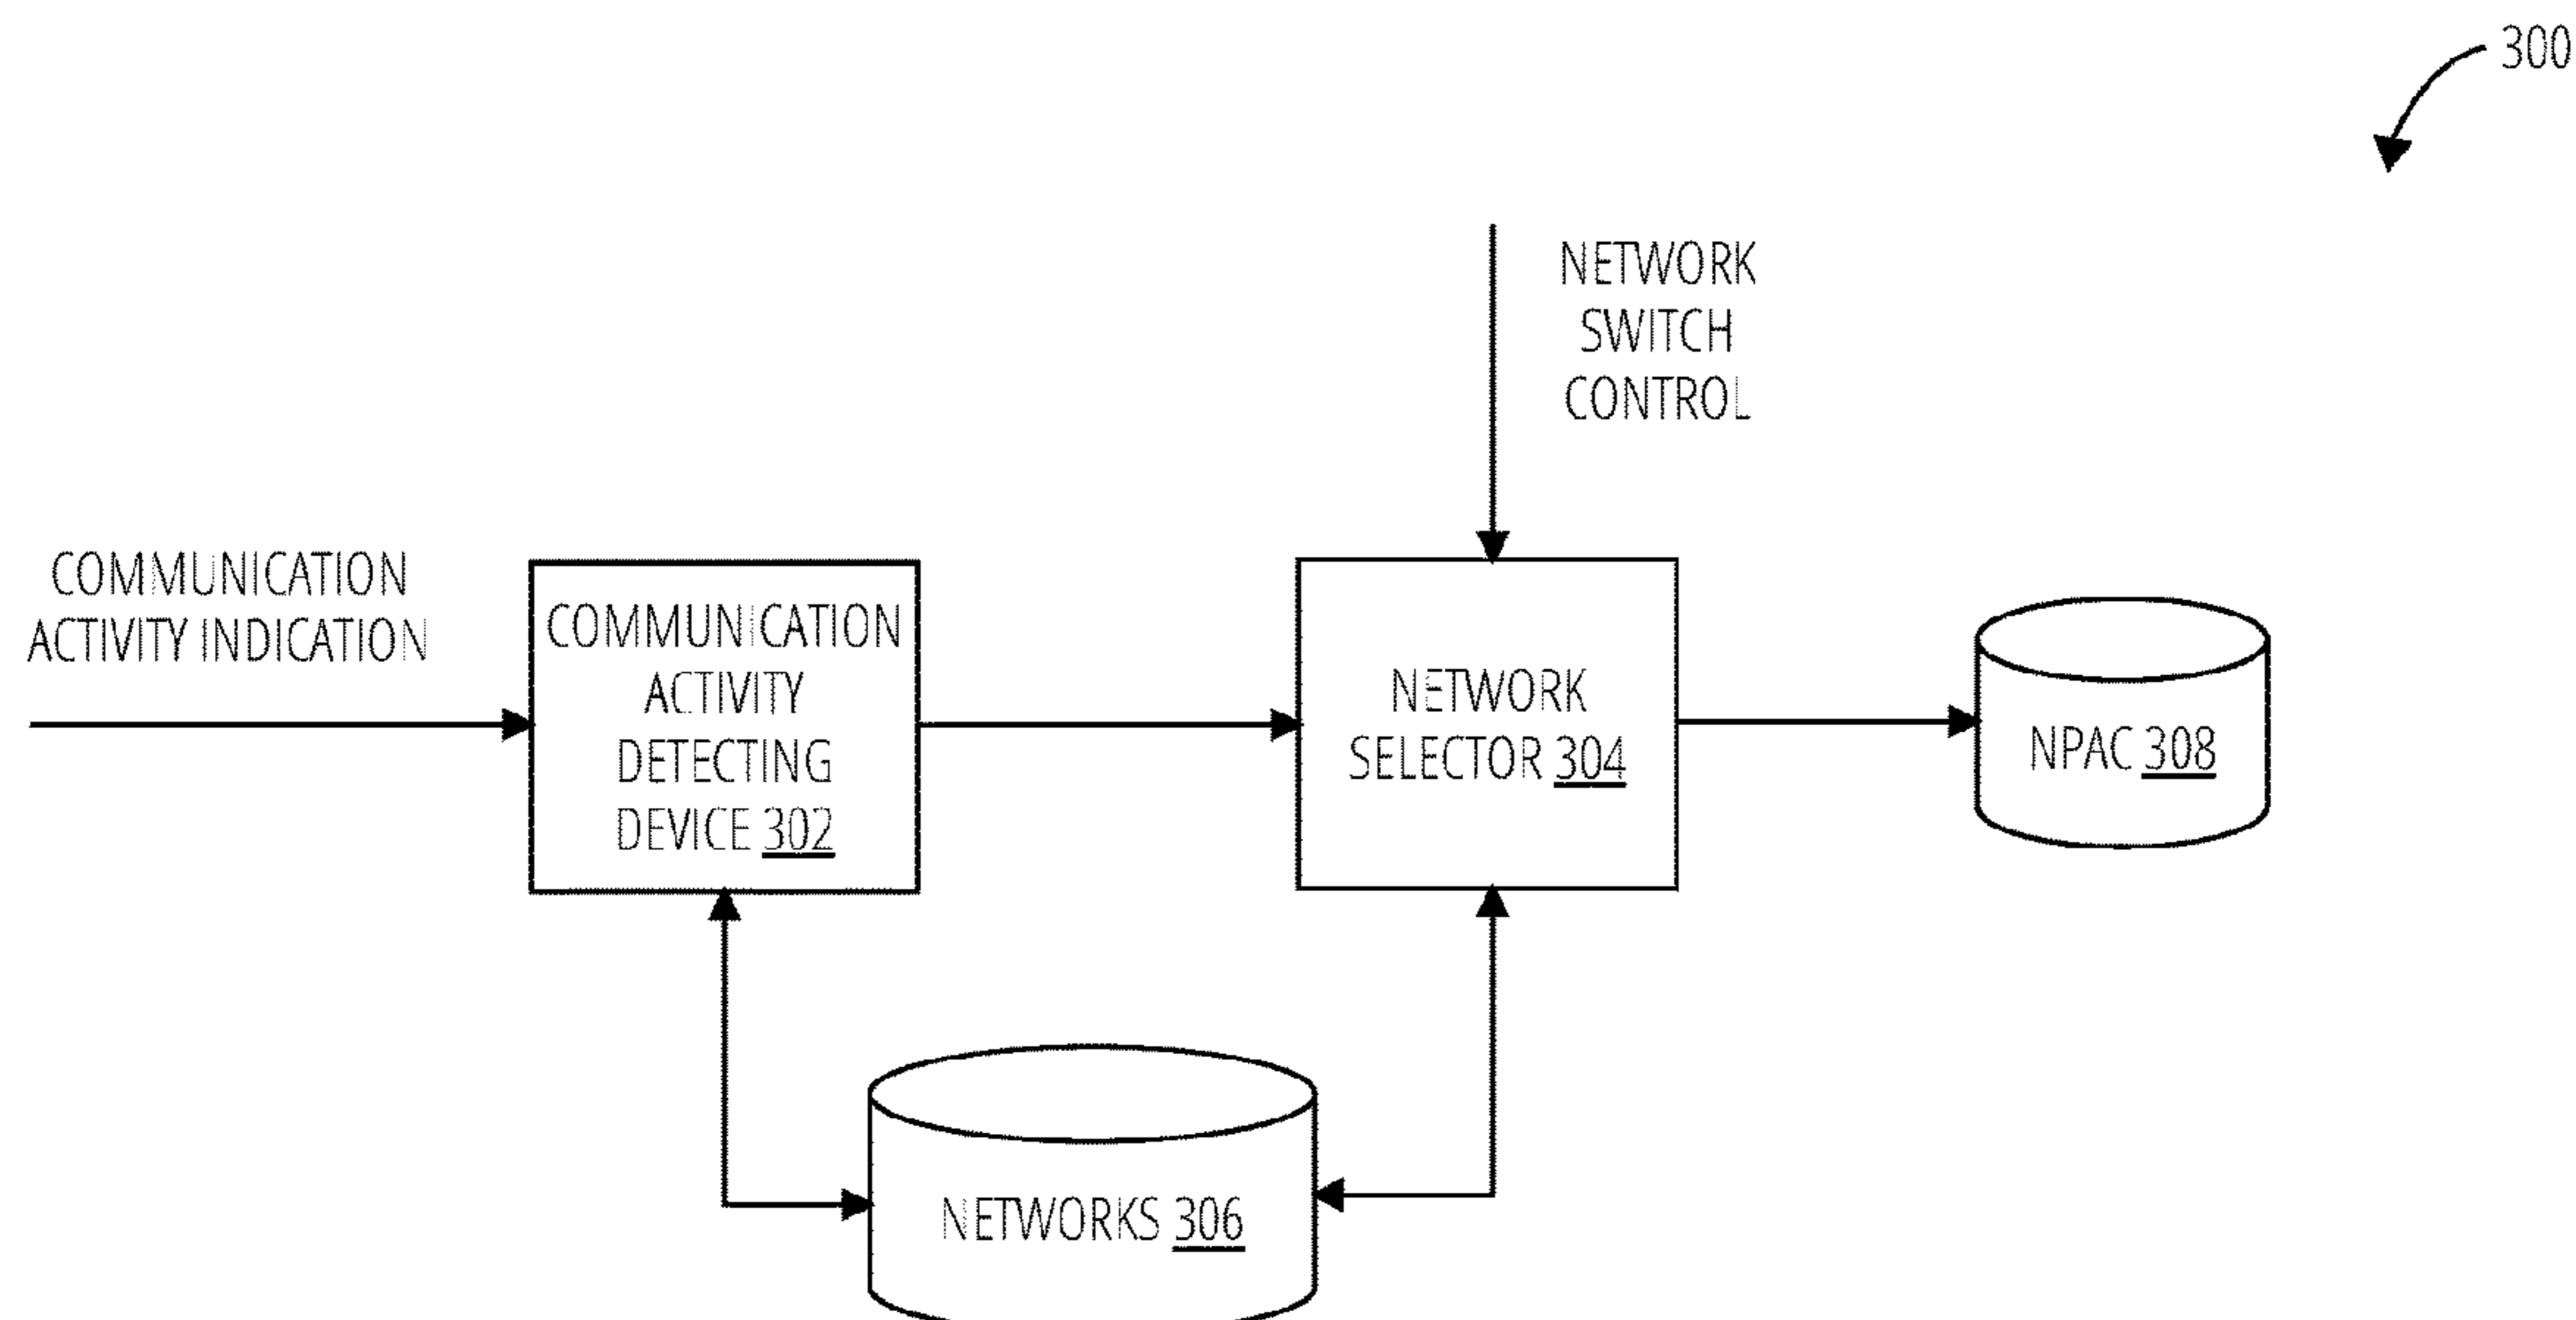 300
NETWORK
SWITCH
CONTROL
COMMUNICATION
ACTIVITY INDICATION
COMMUNICATION
ACTIVITY
DETECTING
DEVICE 302
NETWORK
SELECTOR 304
NPAC 308
NETWORKS 306